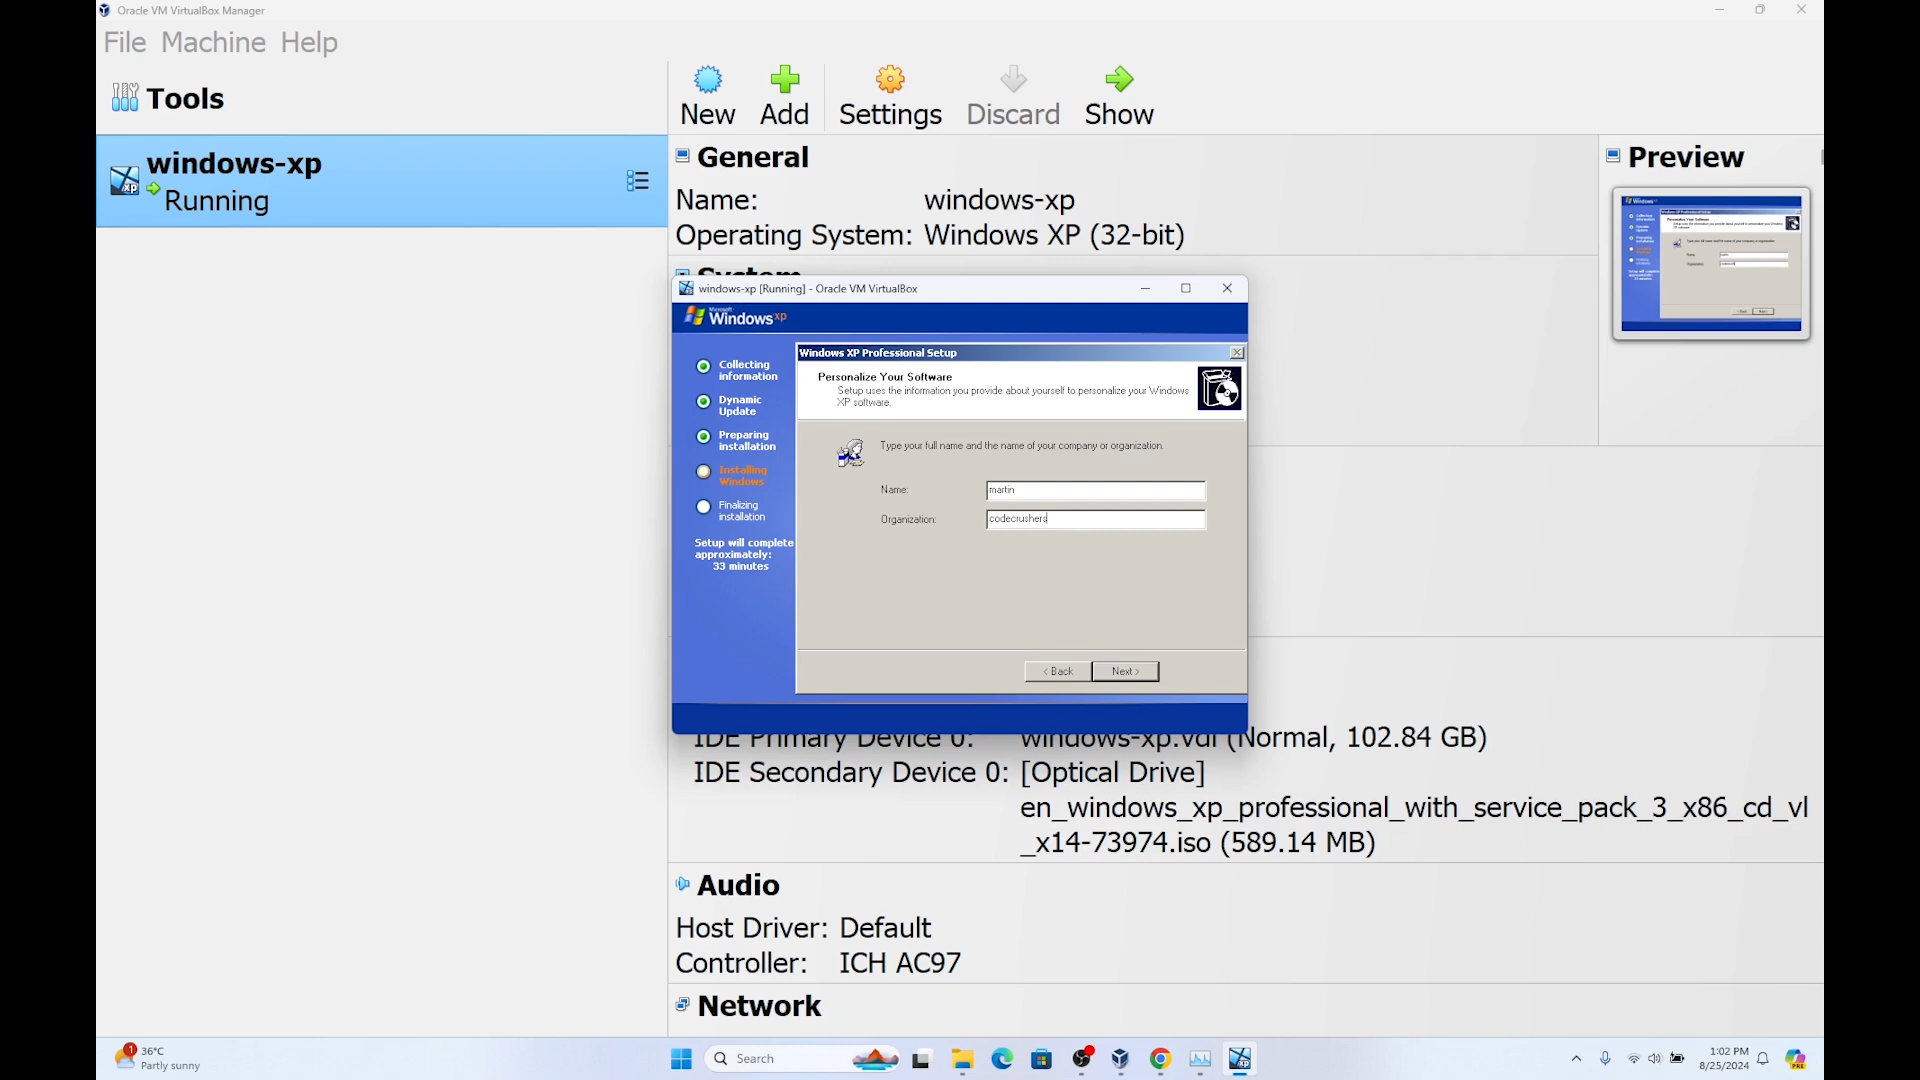 Oracle VM VirtualBox Manager
File Machine Help
Tools
New Add Settings Discard Show
windows-xp
Running
General
Name: windows-xp
Operating System: Windows XP (32-bit)
Preview
System
windows-xp [Running] - Oracle VM VirtualBox
Microsoft
Windows xp
Collecting
information
Dynamic
Update
Preparing
installation
Installing
Windows
Finalizing
installation
Setup will complete
approximately:
33 minutes
Windows XP Professional Setup
Personalize Your Software
Setup uses the information you provide about yourself to personalize your Windows
XP software.
Type your full name and the name of your company or organization.
Name: martin
Organization: codecrushers
< Back Next >
IDE Primary Device 0: windows-xp.vdi (Normal, 102.84 GB)
IDE Secondary Device 0: [Optical Drive]
en_windows_xp_professional_with_service_pack_3_x86_cd_vl
_x14-73974.iso (589.14 MB)
Audio
Host Driver: Default
Controller: ICH AC97
Network
1
36°C
Partly sunny
Search
1:02 PM
8/25/2024
PRE